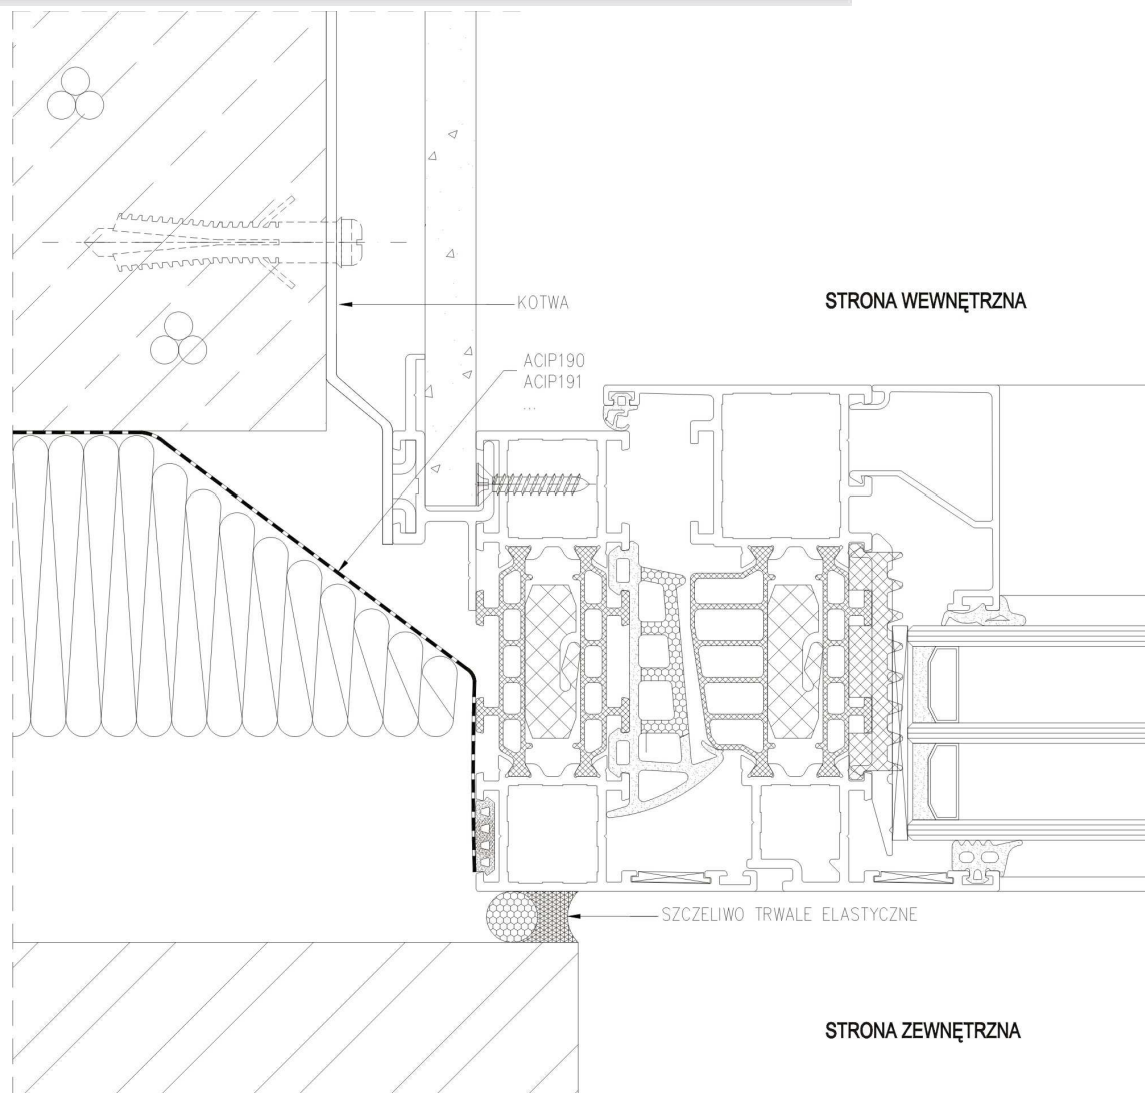 KOTWA
STRONA WEWNĘTRZNA
ACIP190
ACIP191
...
SZCZELIWO TRWALE ELASTYCZNE
STRONA ZEWNĘTRZNA